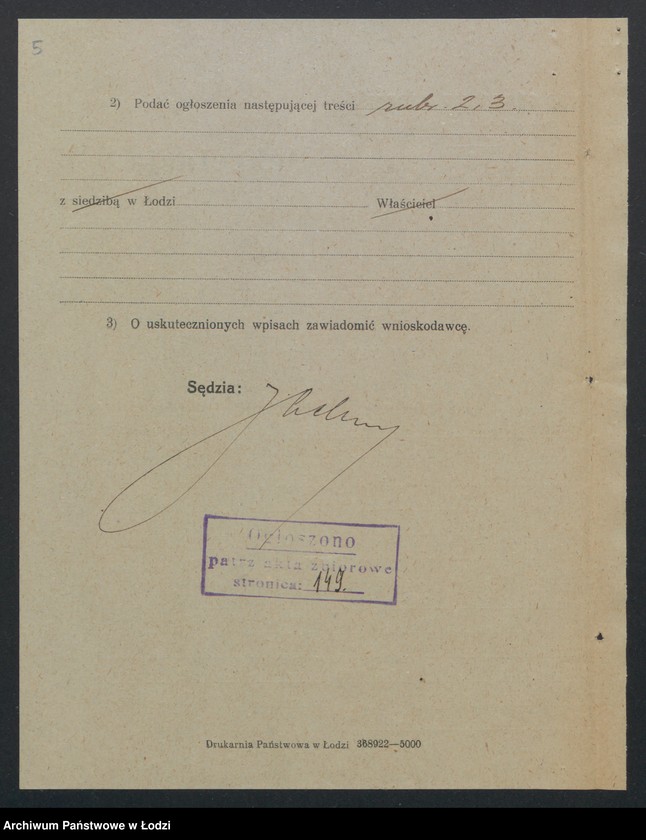 5
2) Podać ogłoszenia następującej treści rubr. 2, 3.
z siedzibą w Łodzi Właściciel
3) O uskutecznionych wpisach zawiadomić wnioskodawcę.
Sędzia:
Ogłoszono
patrz akta zbiorowe
stronica: 149.
Drukarnia Państwowa w Łodzi 368922—5000
Archiwum Państwowe w Łodzi